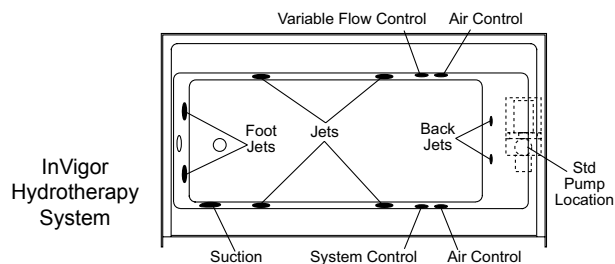 Variable Flow Control
Air Control
Foot
Jets
Jets
Back
Jets
InVigor
Hydrotherapy
System
Std
Pump
Location
Suction
System Control
Air Control